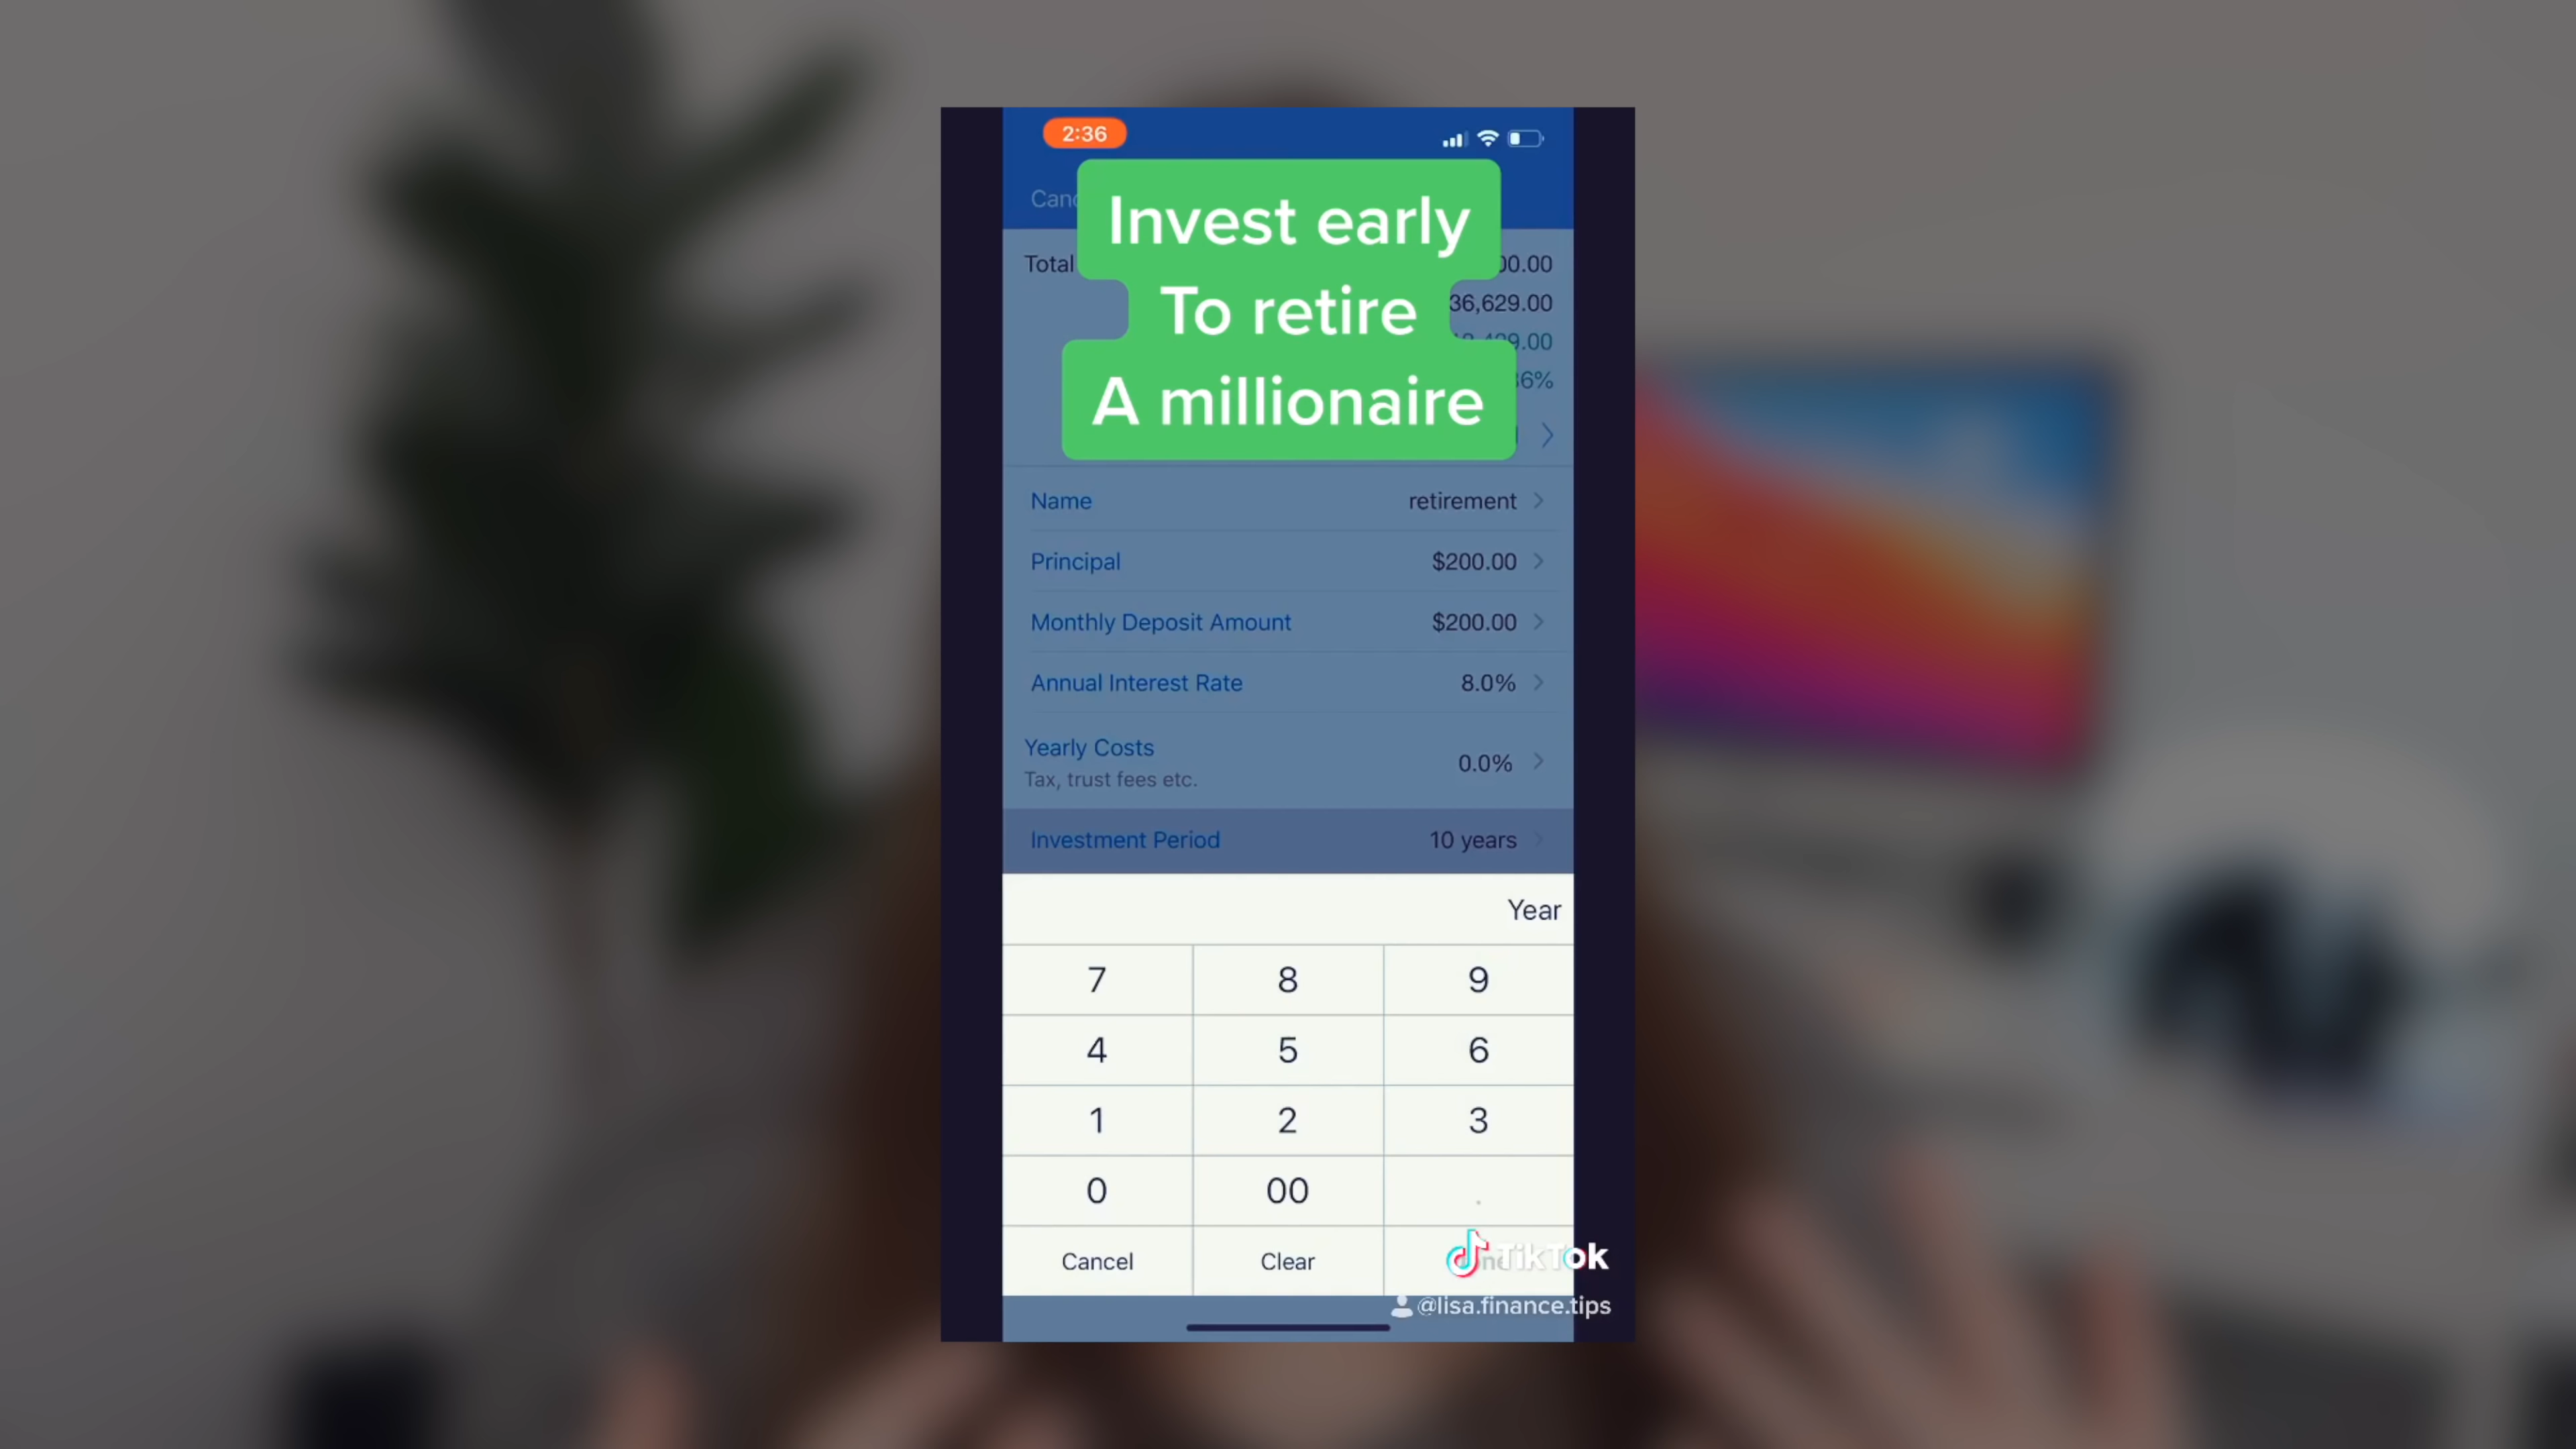 2:36
Invest early
To retire
A millionaire
Total
36,629.00
Name retirement
Principal $200.00
Monthly Deposit Amount $200.00
Annual Interest Rate 8.0%
Yearly Costs 0.0%
Tax, trust fees etc.
Investment Period 10 years
Year
7 8 9
4 5 6
1 2 3
0 00 .
Cancel Clear
TikTok
@lisa.finance.tips